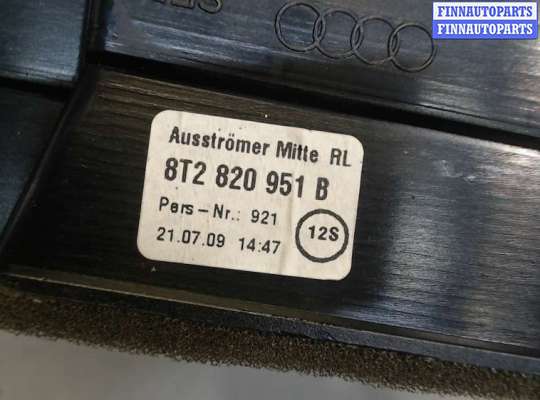 FINNAUTOPARTS
FINNAUTOPARTS
Ausströmer Mitte RL
8T2 820 951 B
Pers-Nr.: 921
12S
21.07.09 14:47